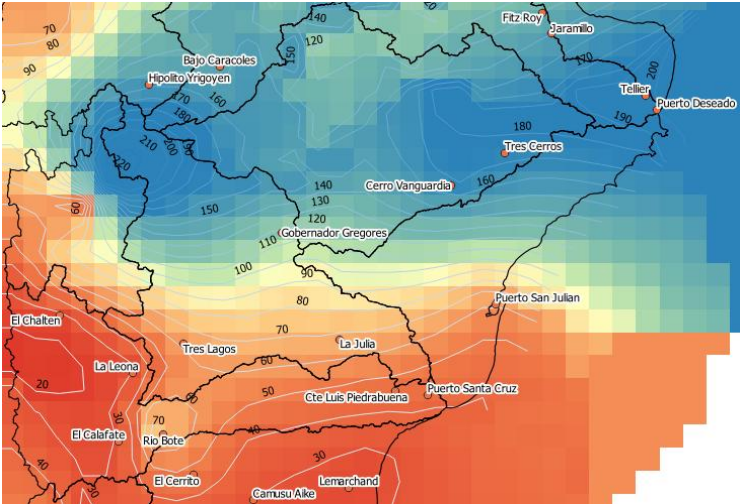 140
Fitz Roy
70
Jaramillo
80
150
120
170
90
Bajo Caracoles
200
Hipolito Yrigoyen
Tellier
170
160
Puerto Deseado
180
190
180
210
200
Tres Cerros
220
160
140
Cerro Vanguardia
130
60
150
120
110
Gobernador Gregores
100
90
80
Puerto San Julian
El Chalten
70
La Julia
Tres Lagos
60
La Leona
20
50
Cte Luis Piedrabuena
Puerto Santa Cruz
30
70
El Calafate
40
Rio Bote
30
40
El Cerrito
Lemarchand
30
Camusu Aike